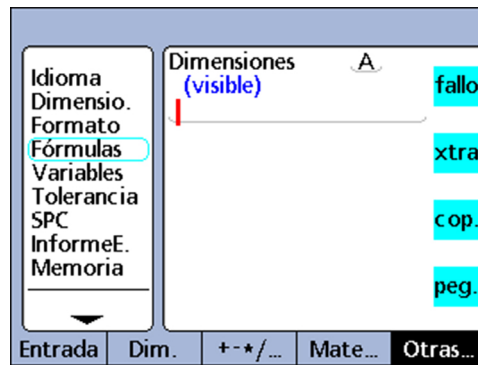 Idioma
Dimensio.
Formato
Fórmulas
Variables
Tolerancia
SPC
InformeE.
Memoria
Dimensiones A
(visible)
fallo
xtra
cop.
peg.
Entrada Dim. +-*/... Mate... Otras...